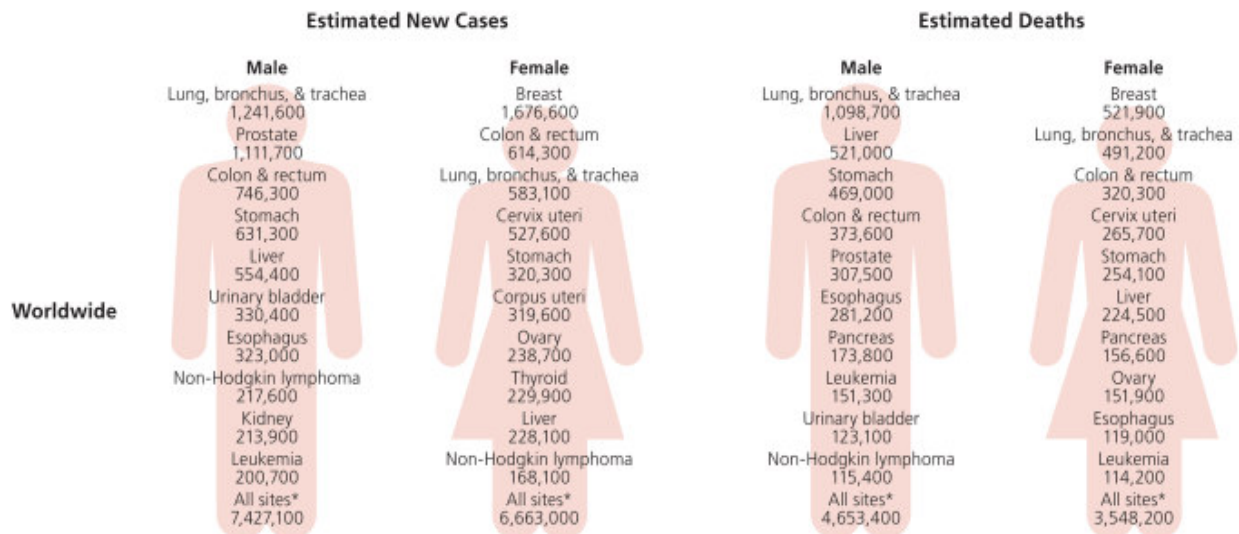 Estimated New Cases
Estimated Deaths
Male
Lung, bronchus, & trachea
1,241,600
Prostate
1,111,700
Colon & rectum
746,300
Stomach
631,300
Liver
554,400
Urinary bladder
330,400
Esophagus
323,000
Non-Hodgkin lymphoma
217,600
Kidney
213,900
Leukemia
200,700
All sites*
7,427,100
Female
Breast
1,676,600
Colon & rectum
614,300
Lung, bronchus, & trachea
583,100
Cervix uteri
527,600
Stomach
320,300
Corpus uteri
319,600
Ovary
238,700
Thyroid
229,900
Liver
228,100
Non-Hodgkin lymphoma
168,100
All sites*
6,663,000
Male
Lung, bronchus, & trachea
1,098,700
Liver
521,000
Stomach
469,000
Colon & rectum
373,600
Prostate
307,500
Esophagus
281,200
Pancreas
173,800
Leukemia
151,300
Urinary bladder
123,100
Non-Hodgkin lymphoma
115,400
All sites*
4,653,400
Female
Breast
521,900
Lung, bronchus, & trachea
491,200
Colon & rectum
320,300
Cervix uteri
265,700
Stomach
254,100
Liver
224,500
Pancreas
156,600
Ovary
151,900
Esophagus
119,000
Leukemia
114,200
All sites*
3,548,200
Worldwide